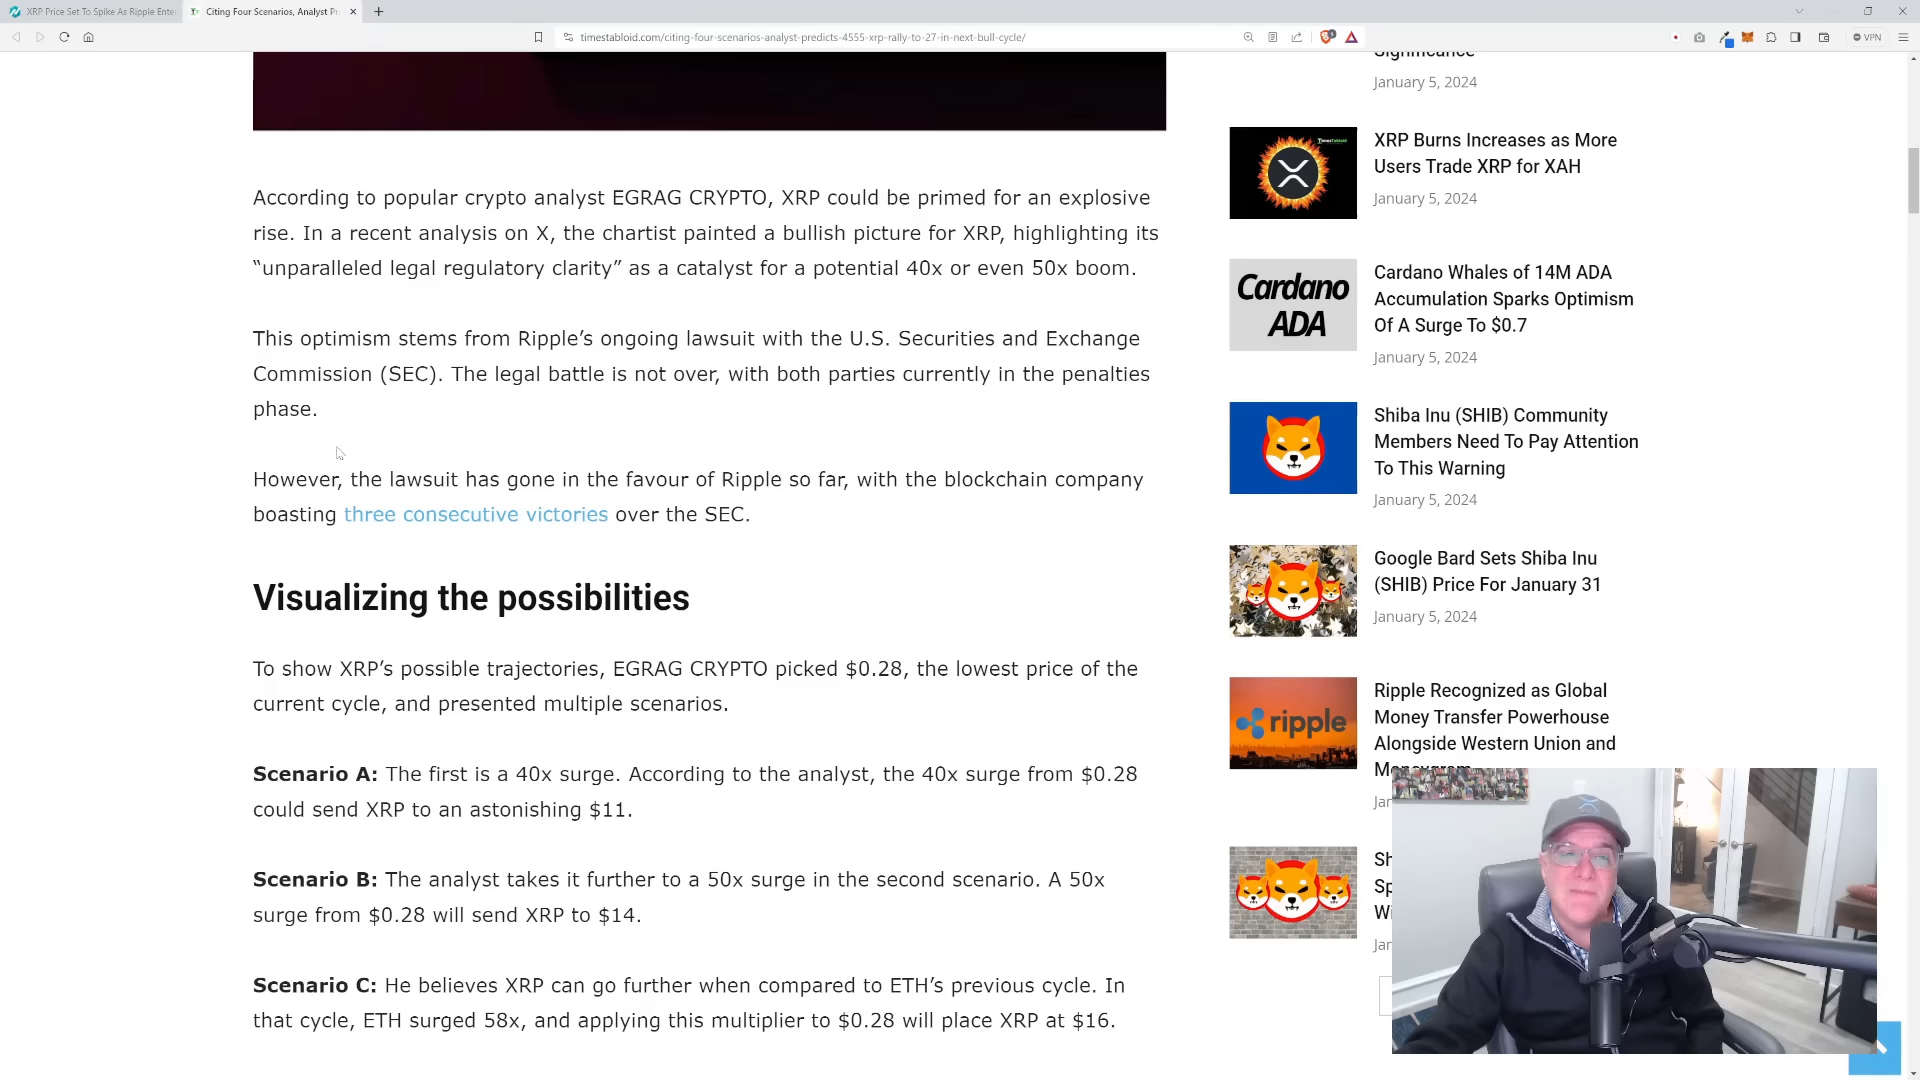 XRP Price Set To Spike As Ripple Ente
Citing Four Scenarios, Analyst Pr
timestabloid.com/citing-four-scenarios-analyst-predicts-4555-xrp-rally-to-27-in-next-bull-cycle/
VPN
According to popular crypto analyst EGRAG CRYPTO, XRP could be primed for an explosive
rise. In a recent analysis on X, the chartist painted a bullish picture for XRP, highlighting its
“unparalleled legal regulatory clarity” as a catalyst for a potential 40x or even 50x boom.
This optimism stems from Ripple’s ongoing lawsuit with the U.S. Securities and Exchange
Commission (SEC). The legal battle is not over, with both parties currently in the penalties
phase.
However, the lawsuit has gone in the favour of Ripple so far, with the blockchain company
boasting three consecutive victories over the SEC.
Visualizing the possibilities
To show XRP’s possible trajectories, EGRAG CRYPTO picked $0.28, the lowest price of the
current cycle, and presented multiple scenarios.
Scenario A: The first is a 40x surge. According to the analyst, the 40x surge from $0.28
could send XRP to an astonishing $11.
Scenario B: The analyst takes it further to a 50x surge in the second scenario. A 50x
surge from $0.28 will send XRP to $14.
Scenario C: He believes XRP can go further when compared to ETH’s previous cycle. In
that cycle, ETH surged 58x, and applying this multiplier to $0.28 will place XRP at $16.
Significance
January 5, 2024
XRP Burns Increases as More
Users Trade XRP for XAH
January 5, 2024
Cardano
ADA
Cardano Whales of 14M ADA
Accumulation Sparks Optimism
Of A Surge To $0.7
January 5, 2024
Shiba Inu (SHIB) Community
Members Need To Pay Attention
To This Warning
January 5, 2024
Google Bard Sets Shiba Inu
(SHIB) Price For January 31
January 5, 2024
ripple
Ripple Recognized as Global
Money Transfer Powerhouse
Alongside Western Union and
Moneygram
Ja
Sh
Sp
Wi
Jar